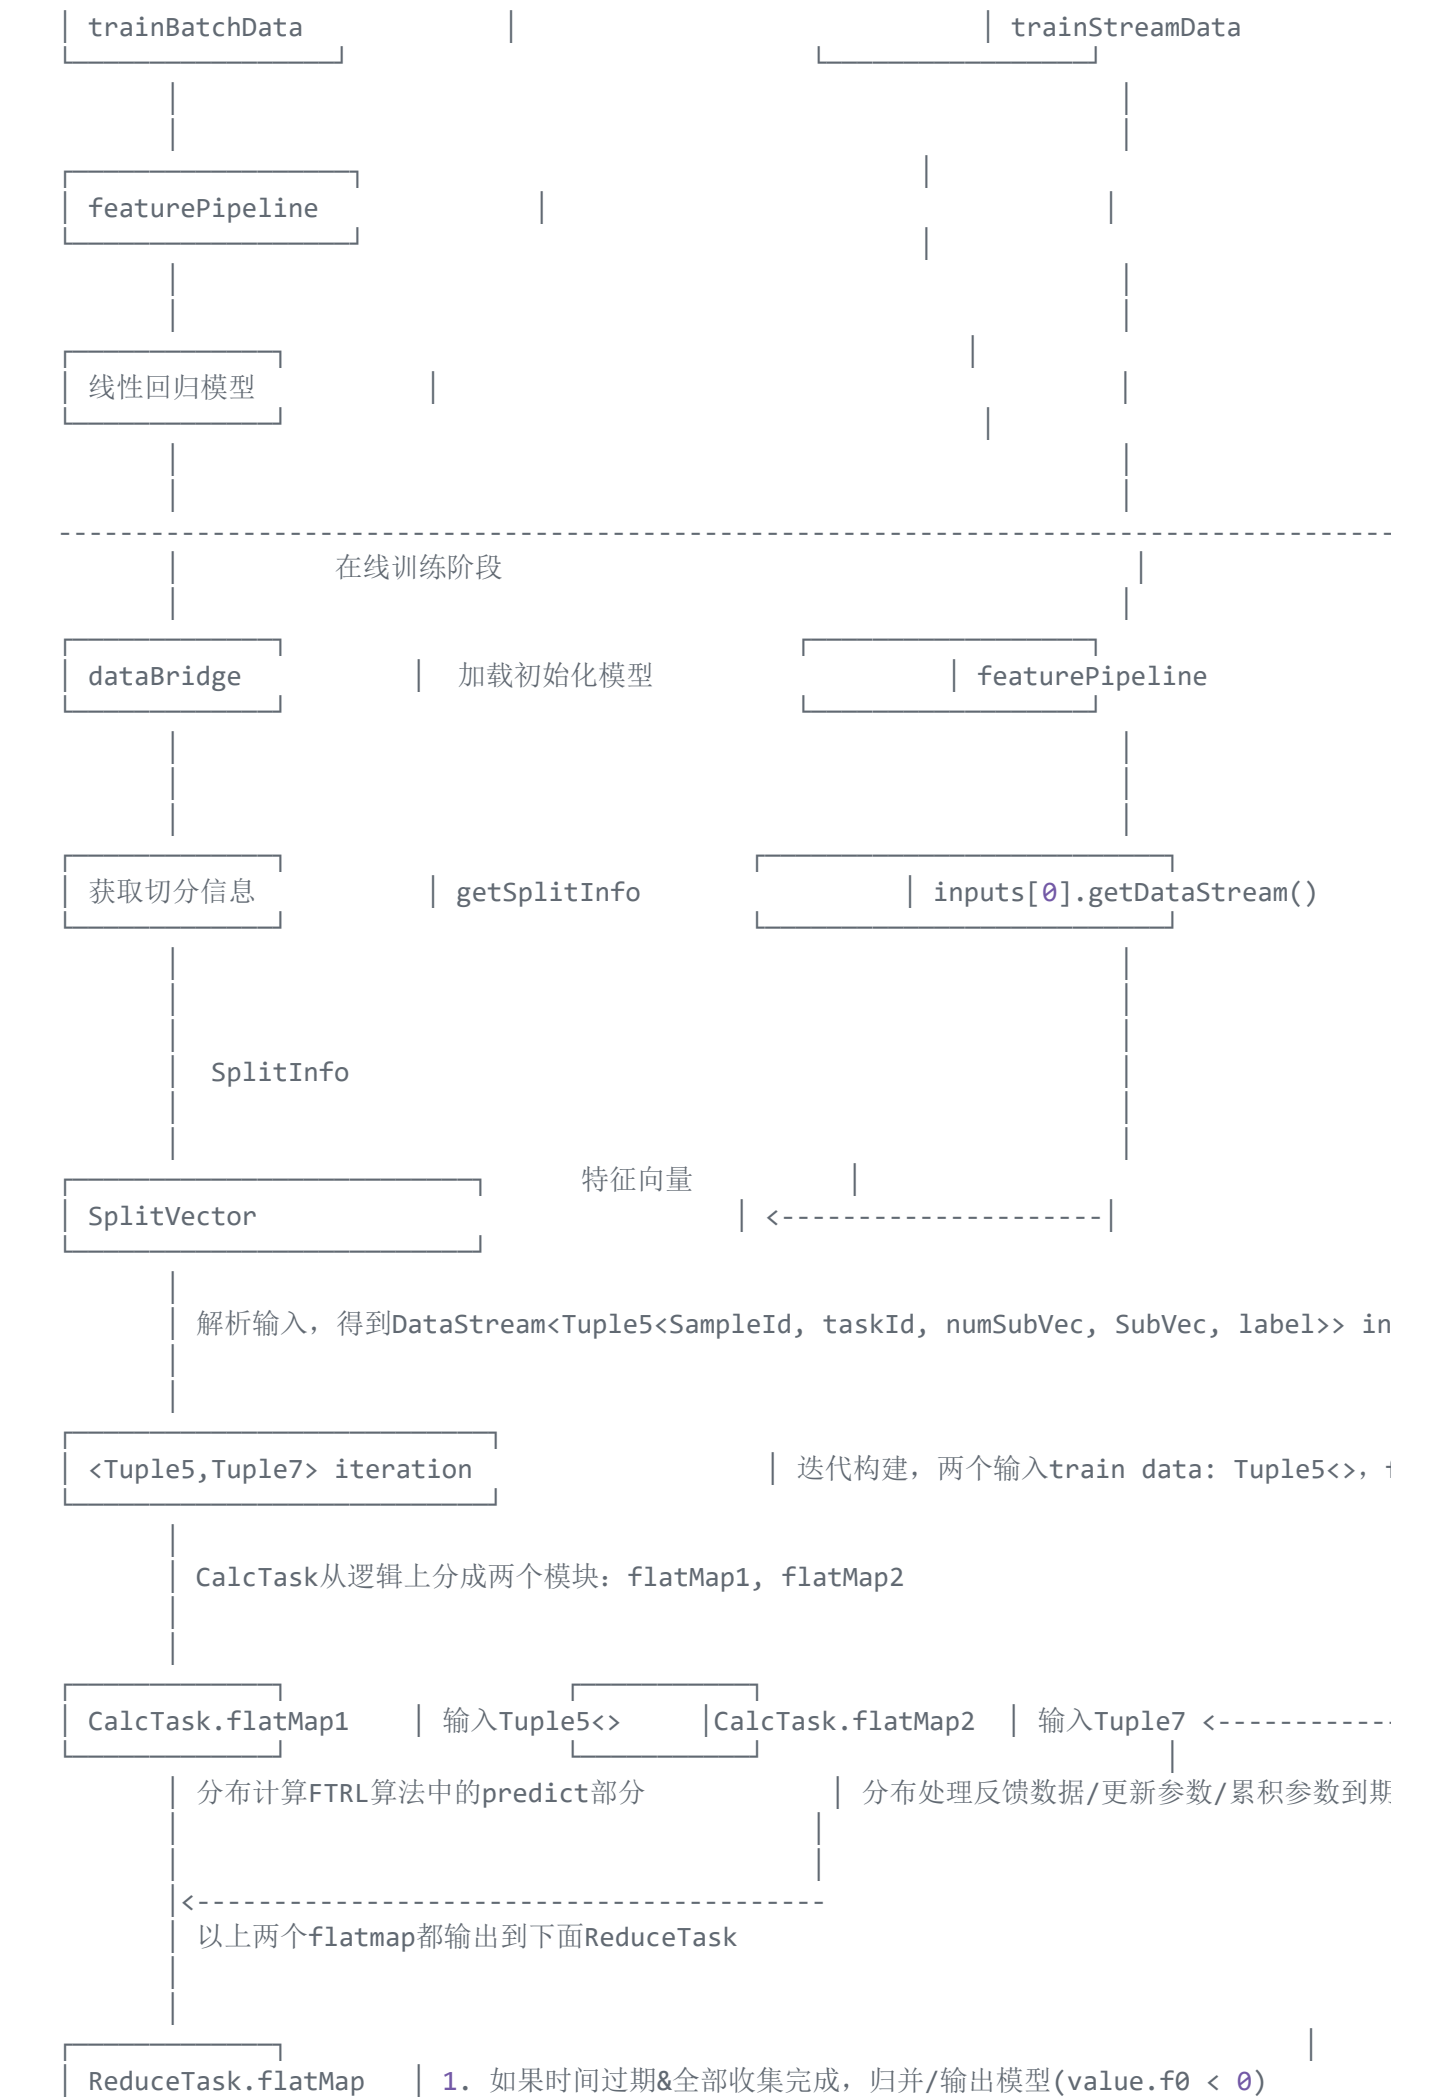 trainBatchData trainStreamData
featurePipeline
线性回归模型
在线训练阶段
dataBridge 加载初始化模型 featurePipeline
获取切分信息 getSplitInfo inputs[0].getDataStream()
SplitInfo
特征向量
SplitVector <---------------------
解析输入，得到DataStream<Tuple5<SampleId, taskId, numSubVec, SubVec, label>> in
<Tuple5,Tuple7> iteration 迭代构建，两个输入train data: Tuple5<>，
CalcTask从逻辑上分成两个模块：flatMap1, flatMap2
CalcTask.flatMap1 输入Tuple5<> CalcTask.flatMap2 输入Tuple7 <------------
分布计算FTRL算法中的predict部分 分布处理反馈数据/更新参数/累积参数到期
<-----------------------------------------
以上两个flatmap都输出到下面ReduceTask
ReduceTask.flatMap 1. 如果时间过期&全部收集完成，归并/输出模型(value.f0 < 0)